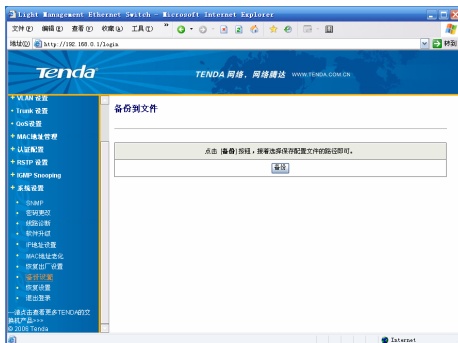 Light Management Ethernet Switch - Microsoft Internet Explorer
文件(F) 编辑(E) 查看(V) 收藏(A) 工具(T) »
地址(D) http://192.168.0.1/login 转到
Tenda
TENDA 网络、网络腾达 WWW.TENDA.COM.CN
+ VLAN 设置
• Trunk 设置
• QoS设置
+ MAC地址管理
+ 认证配置
+ RSTP 设置
+ IGMP Snooping
+ 系统设置
• SNMP
• 密码更改
• 线路诊断
• 软件升级
• IP地址设置
• MAC地址老化
• 恢复出厂设置
• 备份设置
• 恢复设置
• 退出登录
备份到文件
点击 [备份] 按钮，接着选择保存配置文件的路径即可。
备份
---请点击查看更多TENDA的交
换机产品>>>
© 2006 Tenda
Internet